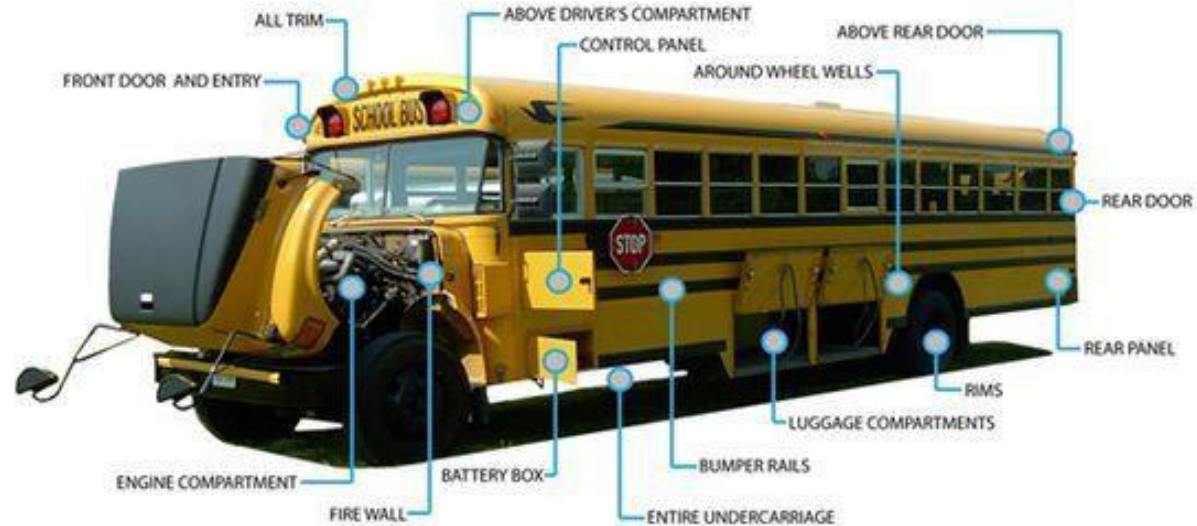 ALL TRIM
ABOVE DRIVER'S COMPARTMENT
CONTROL PANEL
ABOVE REAR DOOR
FRONT DOOR AND ENTRY
AROUND WHEEL WELLS
SCHOOL BUS
REAR DOOR
STOP
REAR PANEL
RIMS
LUGGAGE COMPARTMENTS
BUMPER RAILS
BATTERY BOX
ENGINE COMPARTMENT
FIRE WALL
ENTIRE UNDERCARRIAGE